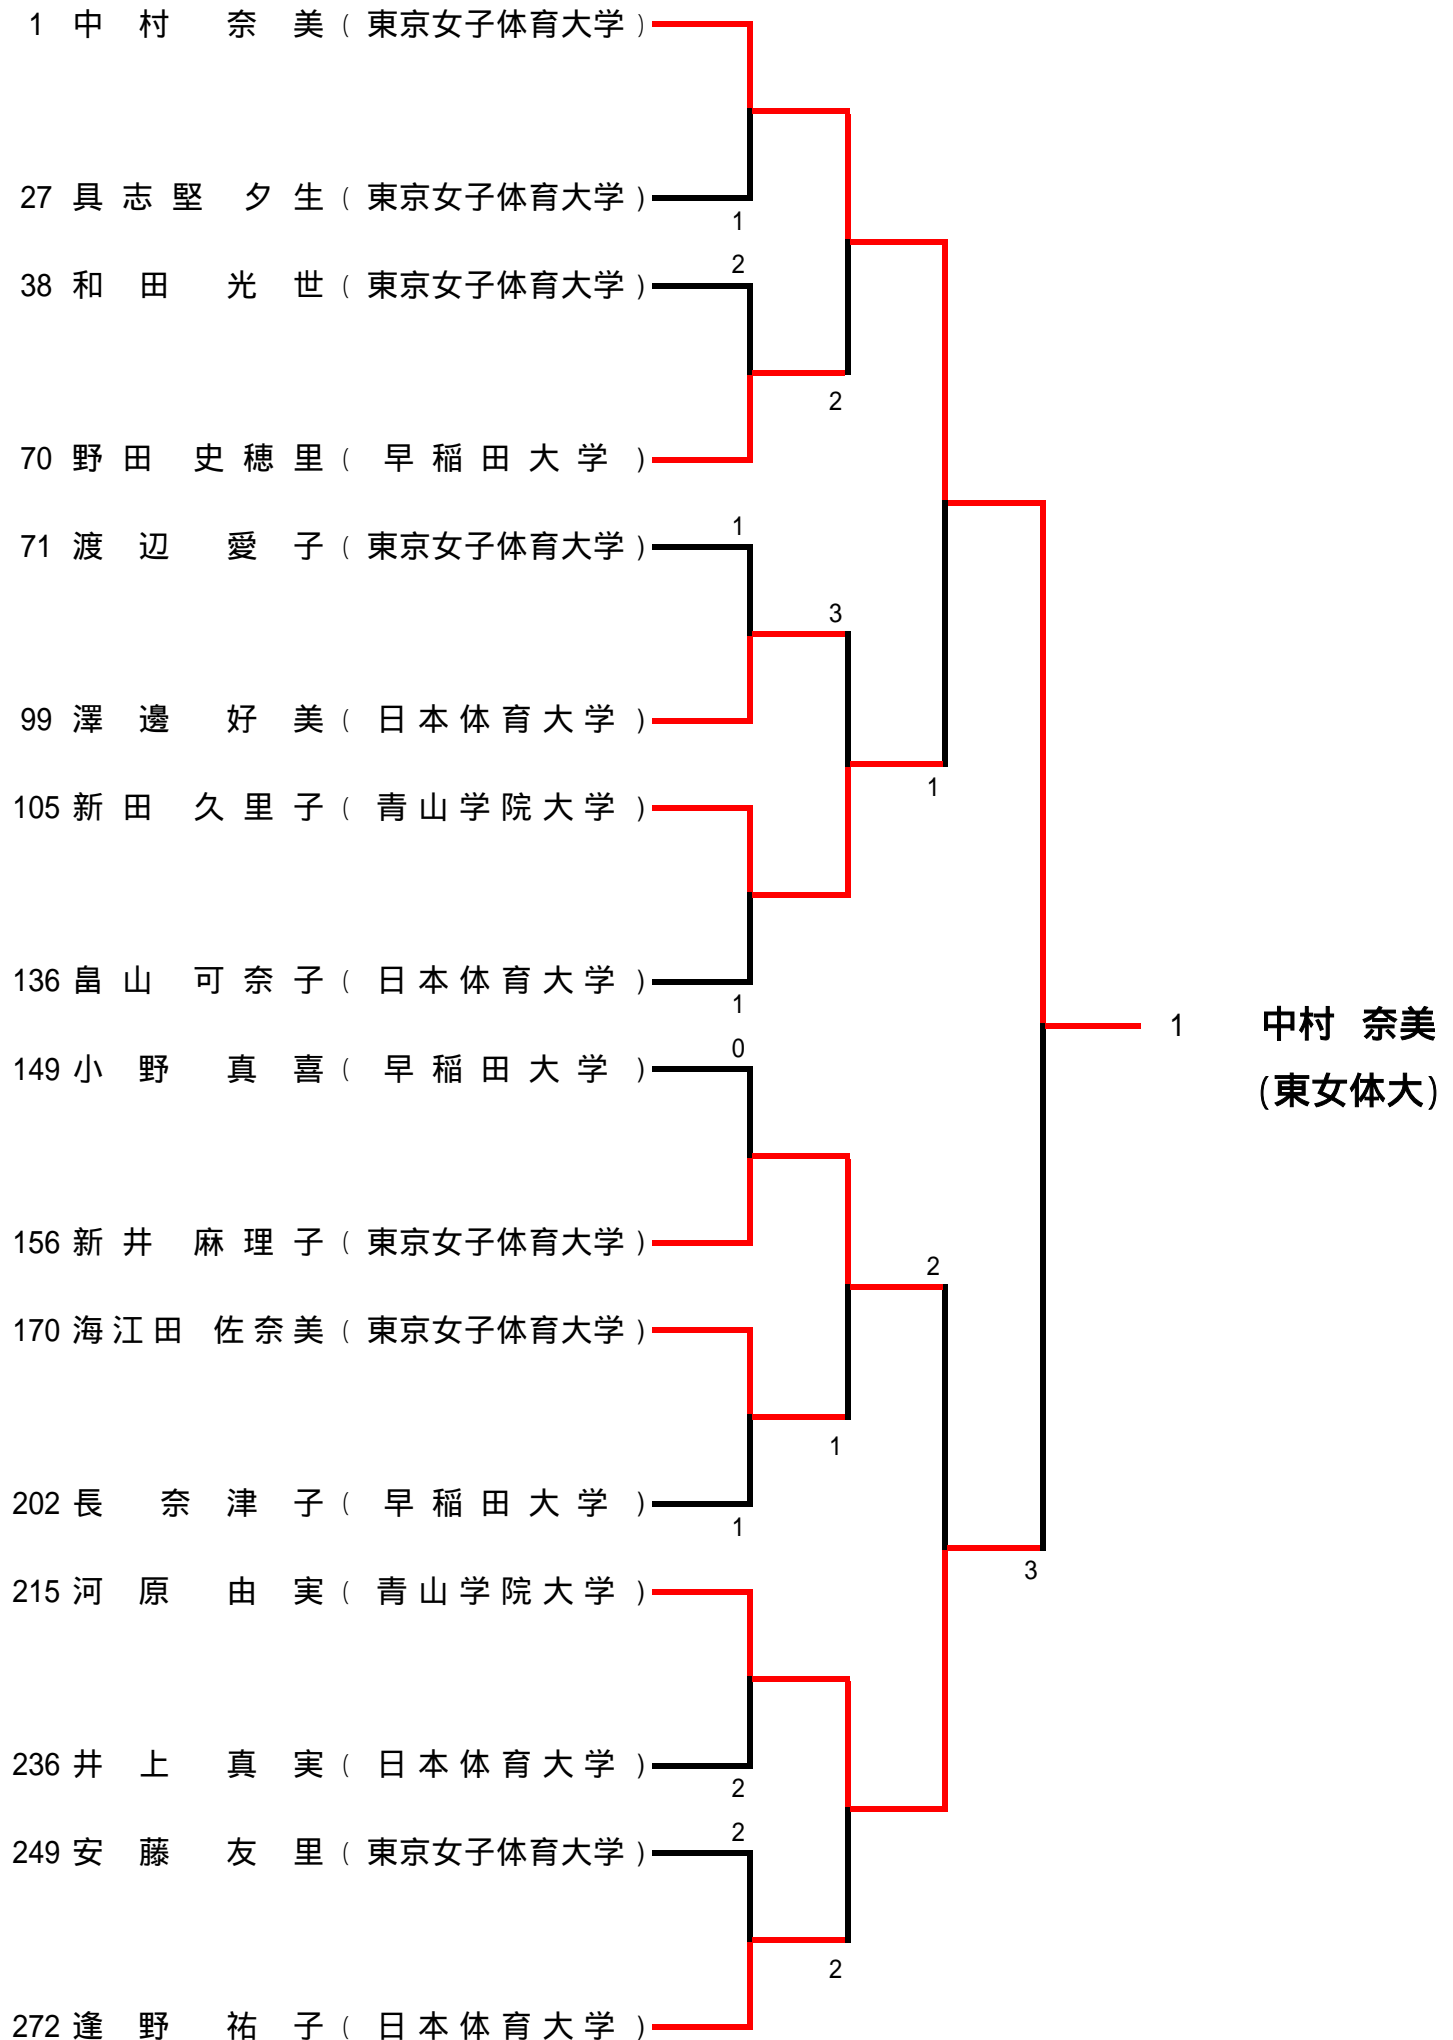 1 中村 奈美 (東京女子体育大学)
27 具志堅 夕生 (東京女子体育大学)
1
2
38 和田 光世 (東京女子体育大学)
2
70 野田 史穂里 (早稲田大学)
1
71 渡辺 愛子 (東京女子体育大学)
3
99 澤邊 好美 (日本体育大学)
1
105 新田 久里子 (青山学院大学)
136 畠山 可奈子 (日本体育大学)
1
1 中村 奈美
0
149 小野 真喜 (早稲田大学)
(東女体大)
156 新井 麻理子 (東京女子体育大学)
2
170 海江田 佐奈美 (東京女子体育大学)
1
202 長 奈津子 (早稲田大学)
1
3
215 河原 由実 (青山学院大学)
236 井上 真実 (日本体育大学)
2
2
249 安藤 友里 (東京女子体育大学)
2
272 逢野 祐子 (日本体育大学)